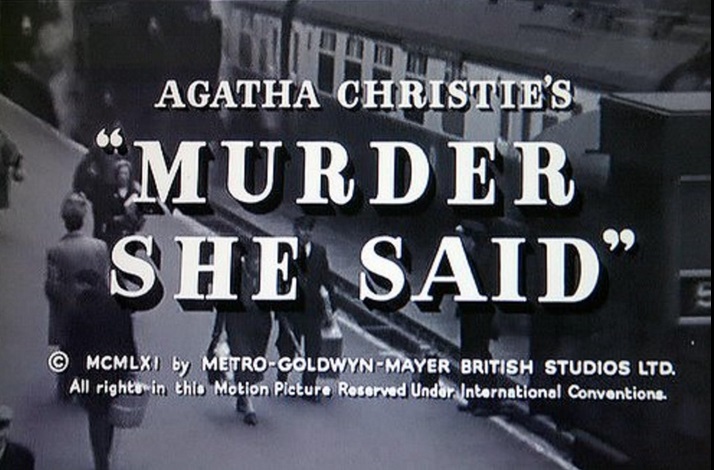 AGATHA CHRISTIE'S
"MURDER
SHE SAID"
© MCMLXI by METRO-GOLDWYN-MAYER BRITISH STUDIOS LTD.
All rights in this Motion Picture Reserved Under International Conventions.